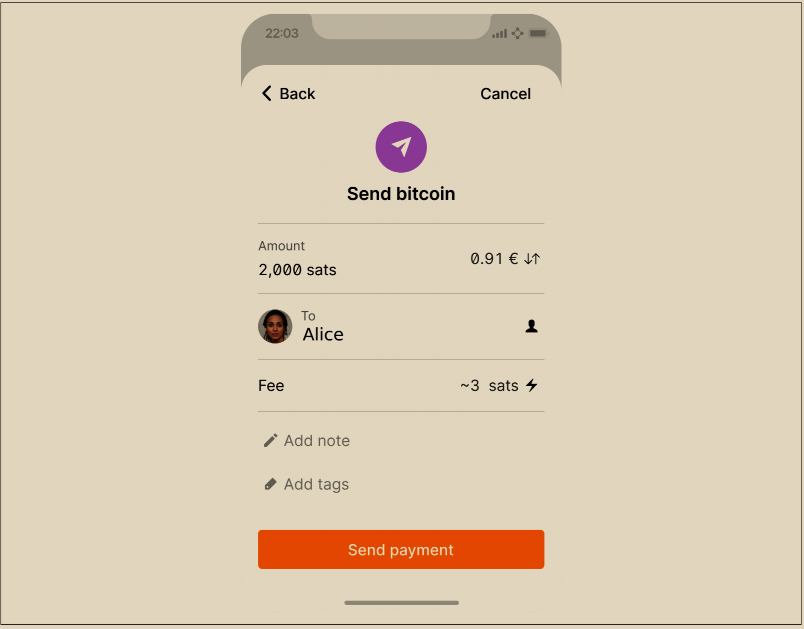 22:03
Back
Cancel
Send bitcoin
Amount
2,000 sats
0.91 € ↓↑
To
Alice
Fee
~3 sats
Add note
Add tags
Send payment